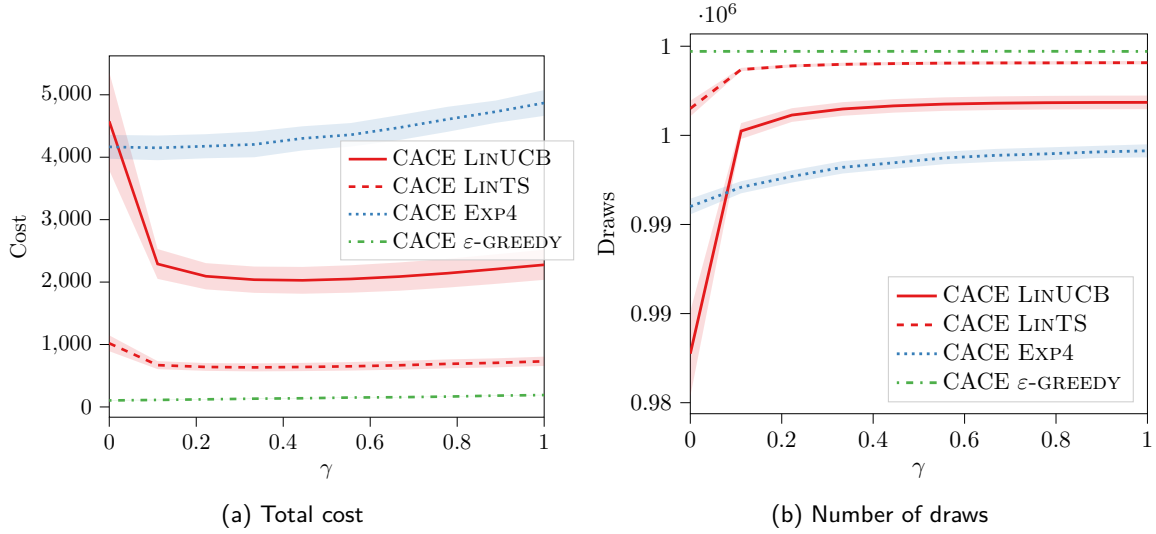 5,000
4,000
3,000
2,000
1,000
0
Cost
0
0.2
0.4
0.6
0.8
1
γ
CACE LINUCB
CACE LINTS
CACE EXP4
CACE ε-GREEDY
(a) Total cost
·10⁶
1
1
0.99
0.99
0.98
Draws
0
0.2
0.4
0.6
0.8
1
γ
CACE LINUCB
CACE LINTS
CACE EXP4
CACE ε-GREEDY
(b) Number of draws